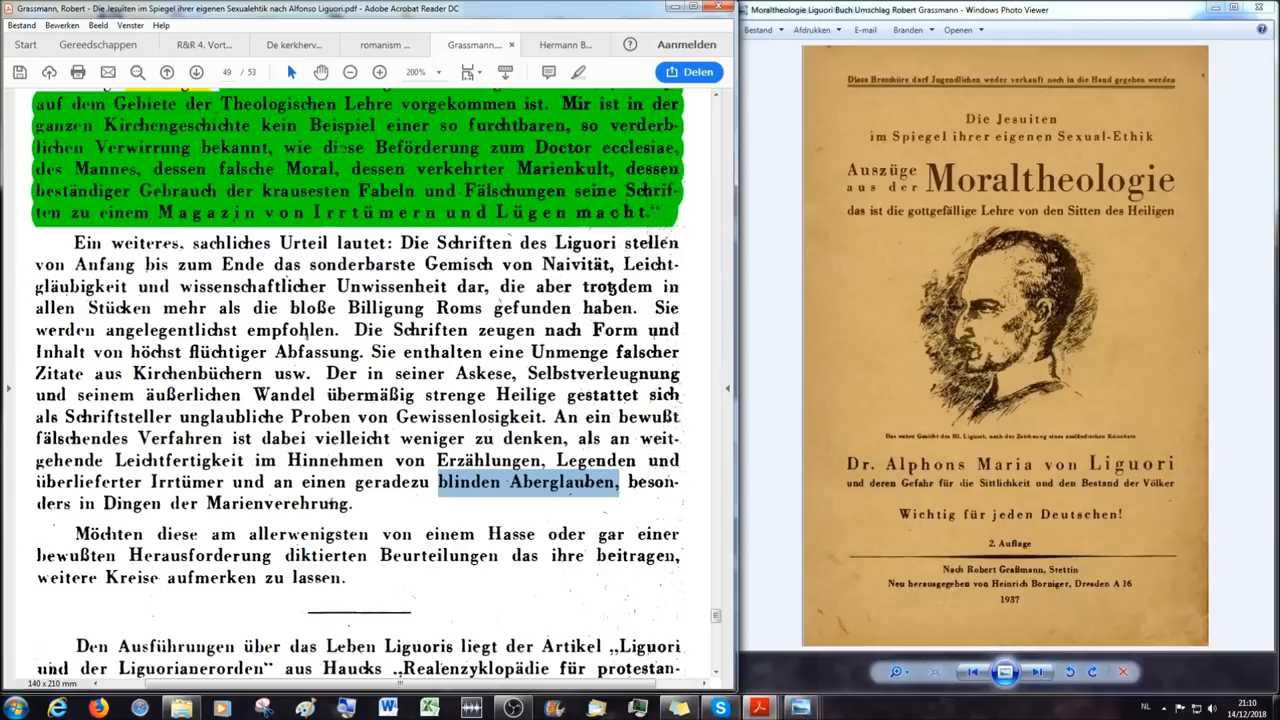 Grassmann, Robert - Die Jesuiten im Spiegel ihrer eigenen Sexualethik nach Alfonso Liguori.pdf - Adobe Acrobat Reader DC
Bestand Bewerken Beeld Venster Help
Start Gereedschappen R&R 4. Vort... De kerkherv... romanism ... Grassmann,... × Hermann B... Aanmelden
49 / 53 200% Delen
auf dem Gebiete der Theologischen Lehre vorgekommen ist. Mir ist in der
ganzen Kirchengeschichte kein Beispiel einer so furchtbaren, so verderb-
lichen Verwirrung bekannt, wie diese Beförderung zum Doctor ecclesiae,
des Mannes, dessen falsche Moral, dessen verkehrter Marienkult, dessen
beständiger Gebrauch der krausesten Fabeln und Fälschungen seine Schrif-
ten zu einem Magazin von Irrtümern und Lügen macht.“
Ein weiteres, sachliches Urteil lautet: Die Schriften des Liguori stellen
von Anfang bis zum Ende das sonderbarste Gemisch von Naivität, Leicht-
gläubigkeit und wissenschaftlicher Unwissenheit dar, die aber trotzdem in
allen Stücken mehr als die bloße Billigung Roms gefunden haben. Sie
werden angelegentlichst empfohlen. Die Schriften zeugen nach Form und
Inhalt von höchst flüchtiger Abfassung. Sie enthalten eine Unmenge falscher
Zitate aus Kirchenbüchern usw. Der in seiner Askese, Selbstverleugnung
und seinem äußerlichen Wandel übermäßig strenge Heilige gestattet sich
als Schriftsteller unglaubliche Proben von Gewissenlosigkeit. An ein bewußt
fälschendes Verfahren ist dabei vielleicht weniger zu denken, als an weit-
gehende Leichtfertigkeit im Hinnehmen von Erzählungen, Legenden und
überlieferter Irrtümer und an einen geradezu blinden Aberglauben, beson-
ders in Dingen der Marienverehrung.
Möchten diese am allerwenigsten von einem Hasse oder gar einer
bewußten Herausforderung diktierten Beurteilungen das ihre beitragen,
weitere Kreise aufmerken zu lassen.
Den Ausführungen über das Leben Liguoris liegt der Artikel „Liguori
und der Liguorianerorden“ aus Haucks „Realenzyklopädie für protestan-
140 x 210 mm
Moraltheologie Liguori Buch Umschlag Robert Grassmann - Windows Photo Viewer
Bestand Afdrukken E-mail Branden Openen
Diese Broschüre darf Jugendlichen weder verkauft noch in die Hand gegeben werden
Die Jesuiten
im Spiegel ihrer eigenen Sexual-Ethik
Auszüge
aus der Moraltheologie
das ist die gottgefällige Lehre von den Sitten des Heiligen
Das wahre Gesicht des Hl. Liguori, nach der Zeichnung eines ausländischen Künstlers
Dr. Alphons Maria von Liguori
und deren Gefahr für die Sittlichkeit und den Bestand der Völker
Wichtig für jeden Deutschen!
2. Auflage
Nach Robert Graßmann, Stettin
Neu herausgegeben von Heinrich Borniger, Dresden A 16
1937
NL 21:10
14/12/2018